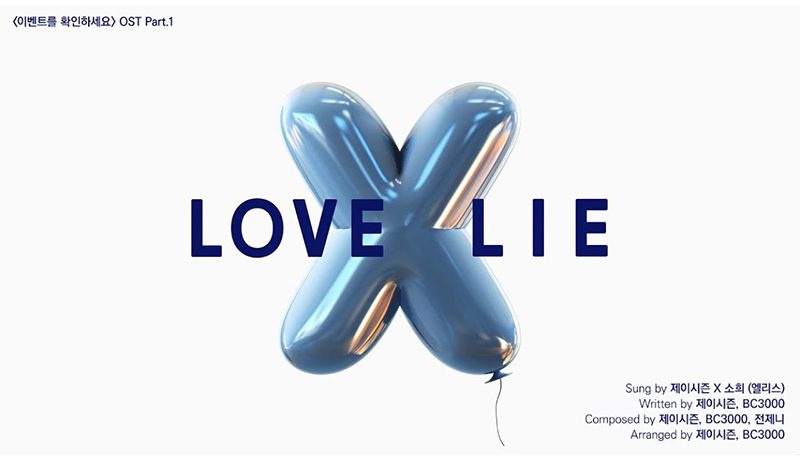 <이벤트를 확인하세요> OST Part.1
LOVE X LIE
Sung by 제이시즌 X 소희 (엘리스)
Written by 제이시즌, BC3000
Composed by 제이시즌, BC3000, 전제니
Arranged by 제이시즌, BC3000